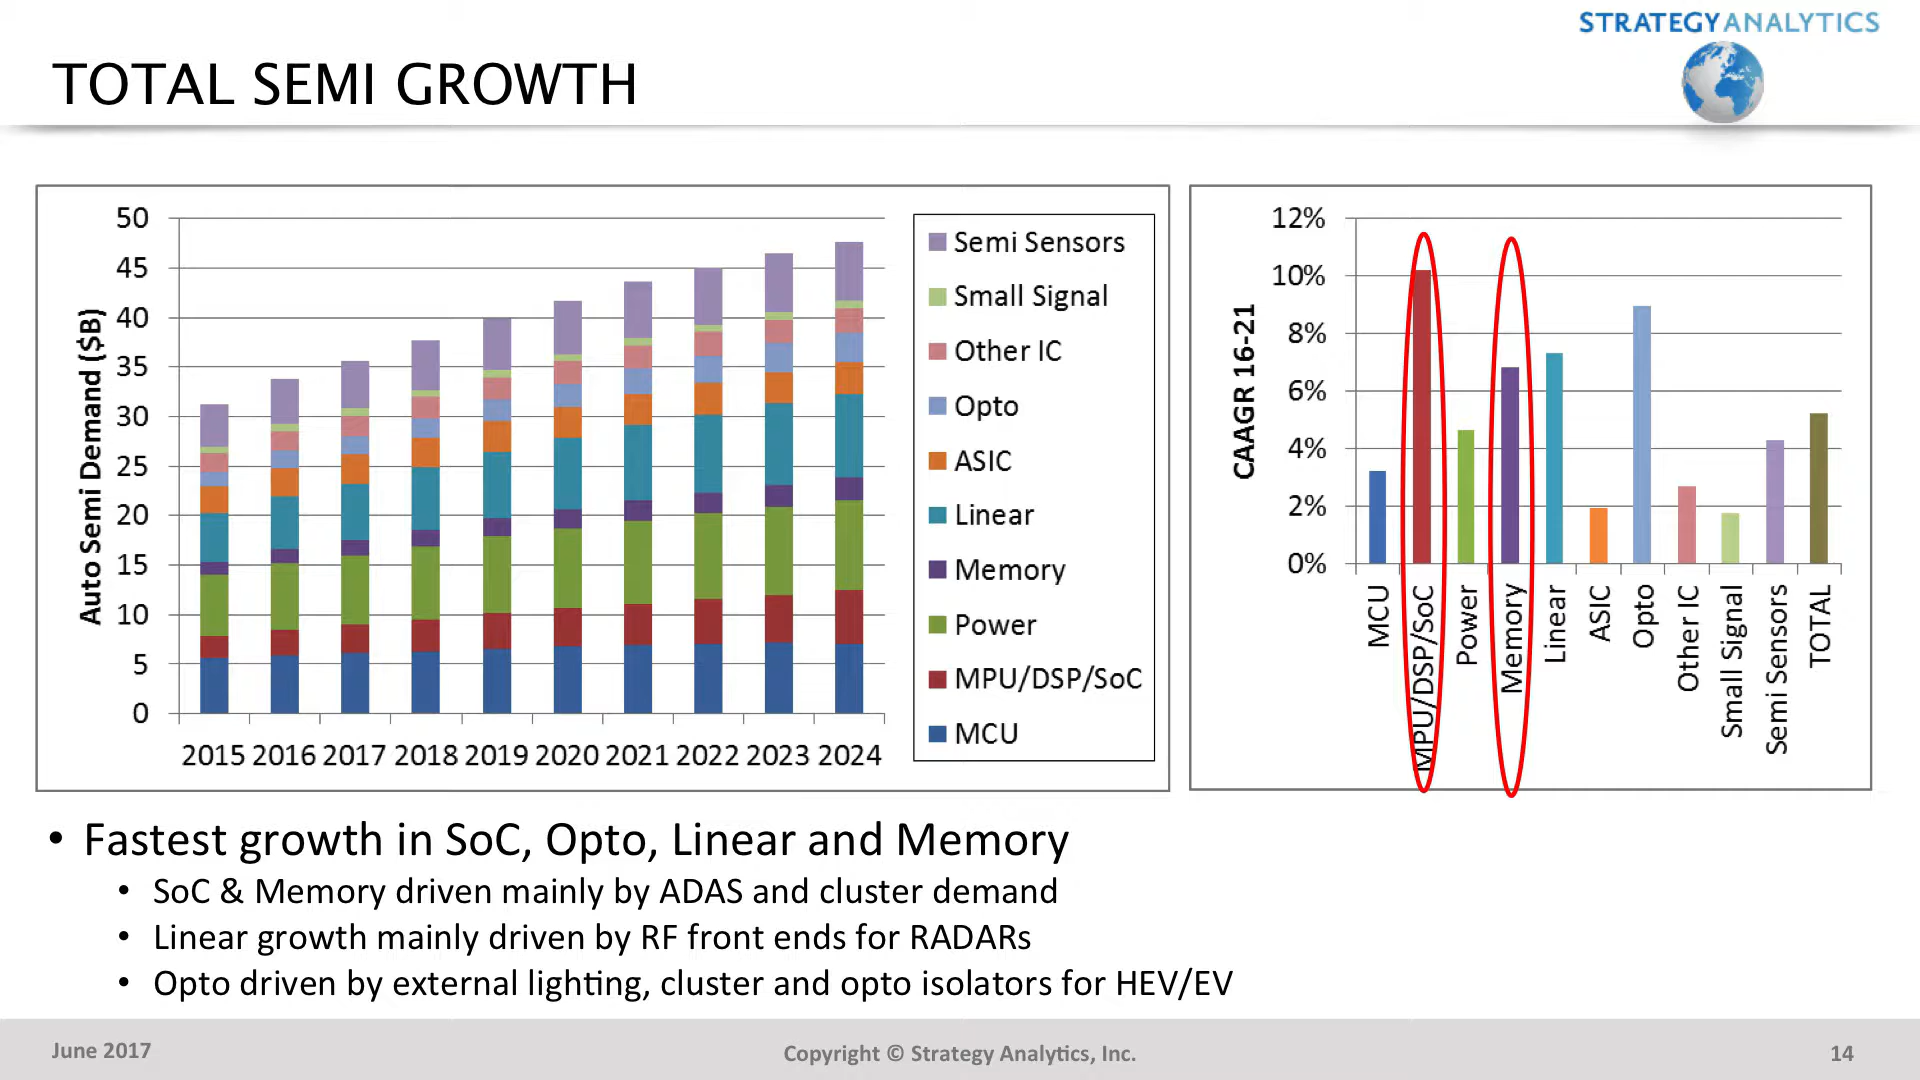 STRATEGYANALYTICS
TOTAL SEMI GROWTH
Auto Semi Demand ($B)
50
45
40
35
30
25
20
15
10
5
0
2015 2016 2017 2018 2019 2020 2021 2022 2023 2024
Semi Sensors
Small Signal
Other IC
Opto
ASIC
Linear
Memory
Power
MPU/DSP/SoC
MCU
CAAGR 16-21
12%
10%
8%
6%
4%
2%
0%
MCU
MPU/DSP/SoC
Power
Memory
Linear
ASIC
Opto
Other IC
Small Signal
Semi Sensors
TOTAL
• Fastest growth in SoC, Opto, Linear and Memory
• SoC & Memory driven mainly by ADAS and cluster demand
• Linear growth mainly driven by RF front ends for RADARs
• Opto driven by external lighting, cluster and opto isolators for HEV/EV
June 2017
Copyright © Strategy Analytics, Inc.
14